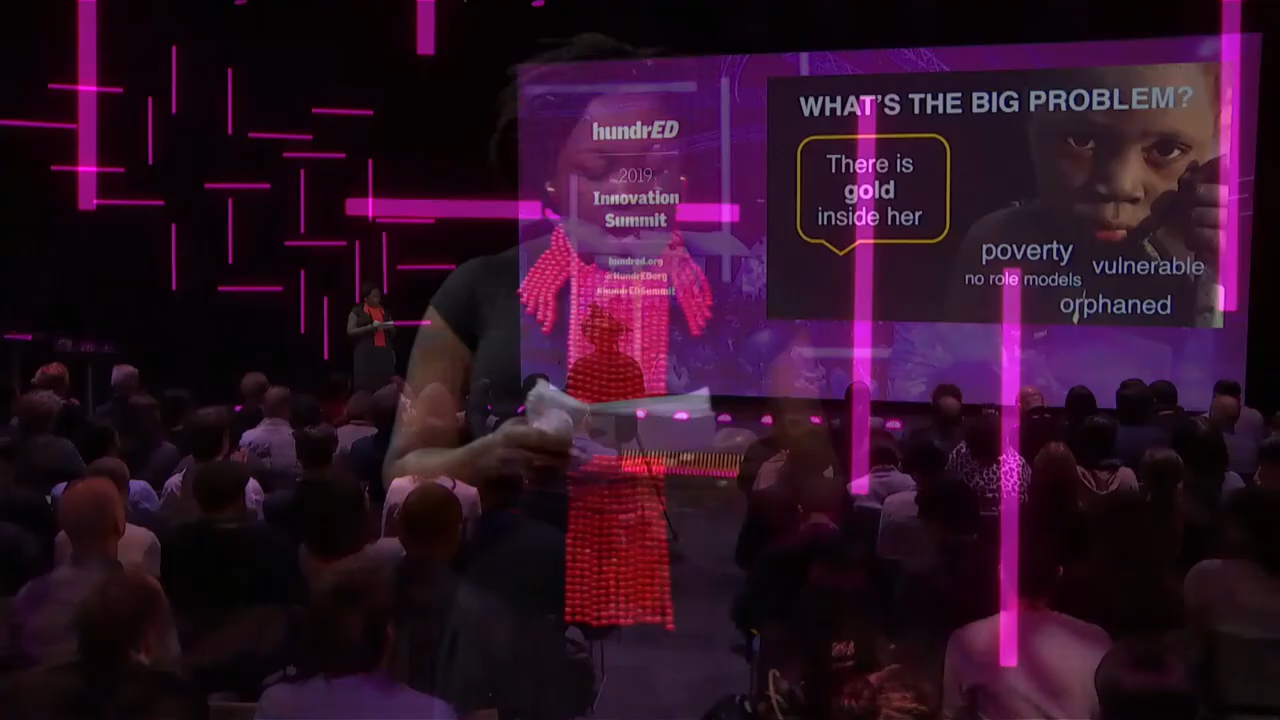 hundrED
2019
Innovation
Summit
hundred.org
@HundrEDorg
#hundrEDSummit
WHAT'S THE BIG PROBLEM?
There is
gold
inside her
poverty
no role models
vulnerable
orphaned